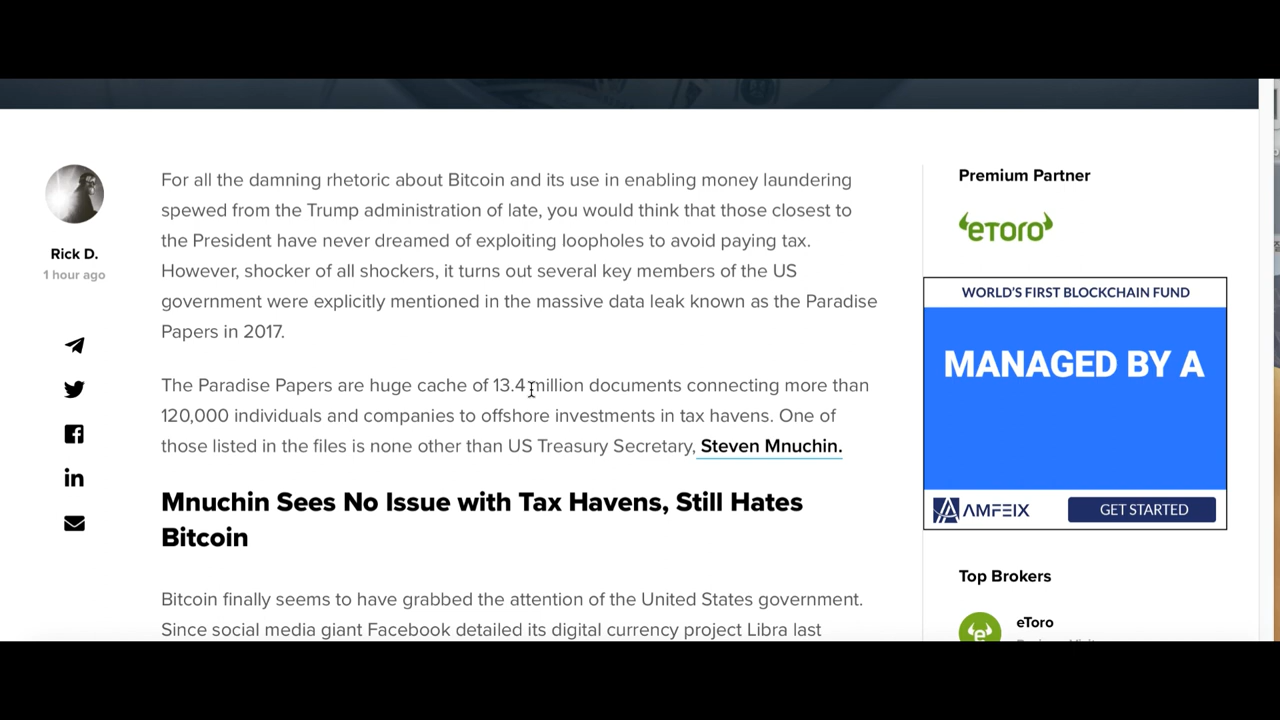 Rick D.
1 hour ago
For all the damning rhetoric about Bitcoin and its use in enabling money laundering
spewed from the Trump administration of late, you would think that those closest to
the President have never dreamed of exploiting loopholes to avoid paying tax.
However, shocker of all shockers, it turns out several key members of the US
government were explicitly mentioned in the massive data leak known as the Paradise
Papers in 2017.
The Paradise Papers are huge cache of 13.4 million documents connecting more than
120,000 individuals and companies to offshore investments in tax havens. One of
those listed in the files is none other than US Treasury Secretary, Steven Mnuchin.
Mnuchin Sees No Issue with Tax Havens, Still Hates
Bitcoin
Bitcoin finally seems to have grabbed the attention of the United States government.
Since social media giant Facebook detailed its digital currency project Libra last
Premium Partner
eToro
WORLD'S FIRST BLOCKCHAIN FUND
MANAGED BY A
AMFEIX
GET STARTED
Top Brokers
eToro